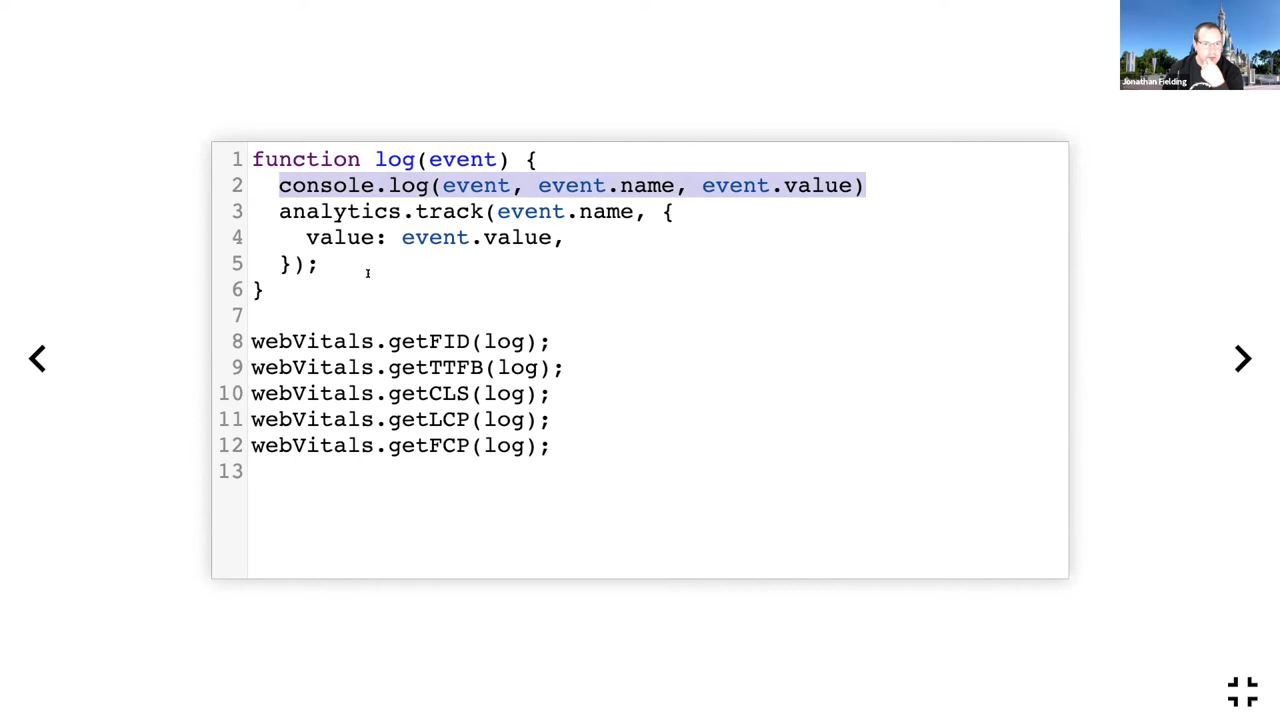 Jonathan Fielding
1 function log(event) {
2   console.log(event, event.name, event.value)
3   analytics.track(event.name, {
4     value: event.value,
5   });
6 }
7
8 webVitals.getFID(log);
9 webVitals.getTTFB(log);
10 webVitals.getCLS(log);
11 webVitals.getLCP(log);
12 webVitals.getFCP(log);
13